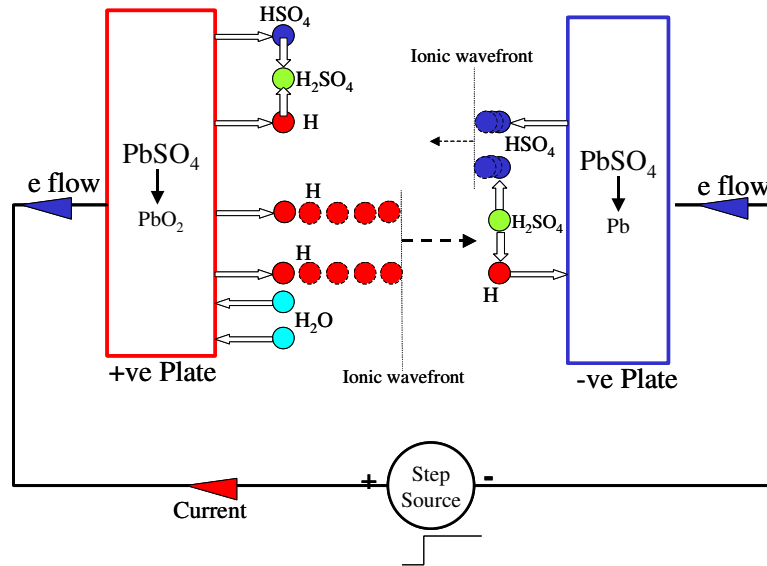 HSO4
H2SO4
H
PbSO4
PbO2
e flow
H
H
H2O
+ve Plate
Ionic wavefront
Ionic wavefront
HSO4
H2SO4
H
PbSO4
Pb
e flow
-ve Plate
+
Step
Source
-
Current